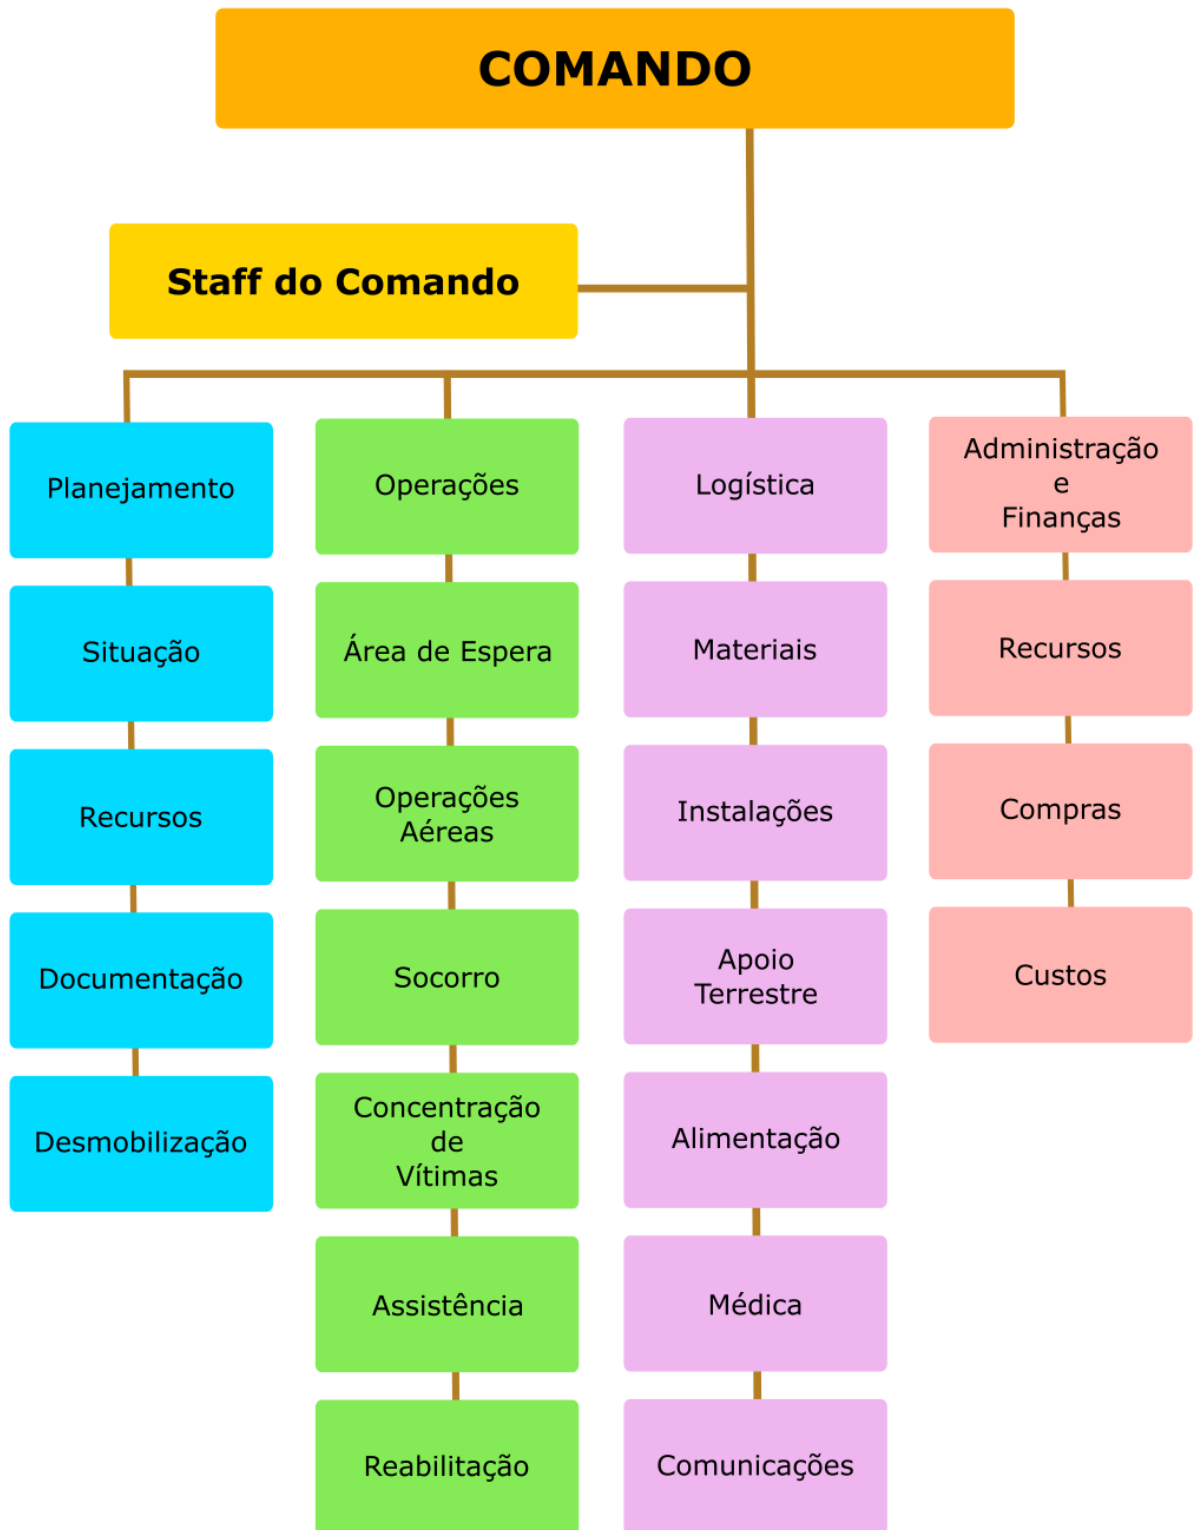 COMANDO
Staff do Comando
Planejamento
Situação
Recursos
Documentação
Desmobilização
Operações
Área de Espera
Operações
Aéreas
Socorro
Concentração
de
Vítimas
Assistência
Reabilitação
Logística
Materiais
Instalações
Apoio
Terrestre
Alimentação
Médica
Comunicações
Administração
e
Finanças
Recursos
Compras
Custos